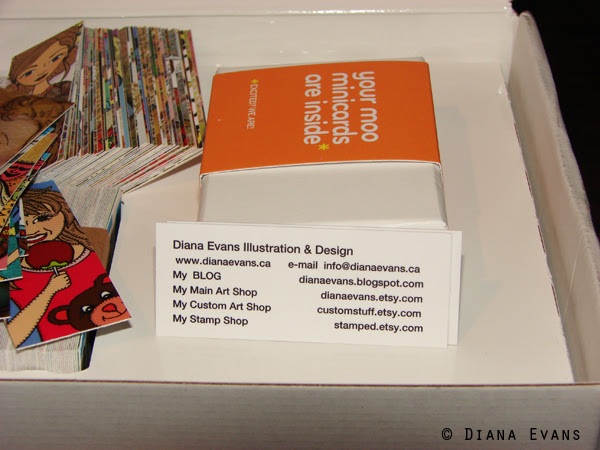 your moo
minicards
are inside*
*EXCITED? WE ARE!
Diana Evans Illustration & Design
www.dianaevans.ca e-mail info@dianaevans.ca
My BLOG dianaevans.blogspot.com
My Main Art Shop dianaevans.etsy.com
My Custom Art Shop customstuff.etsy.com
My Stamp Shop stamped.etsy.com
© DIANA EVANS